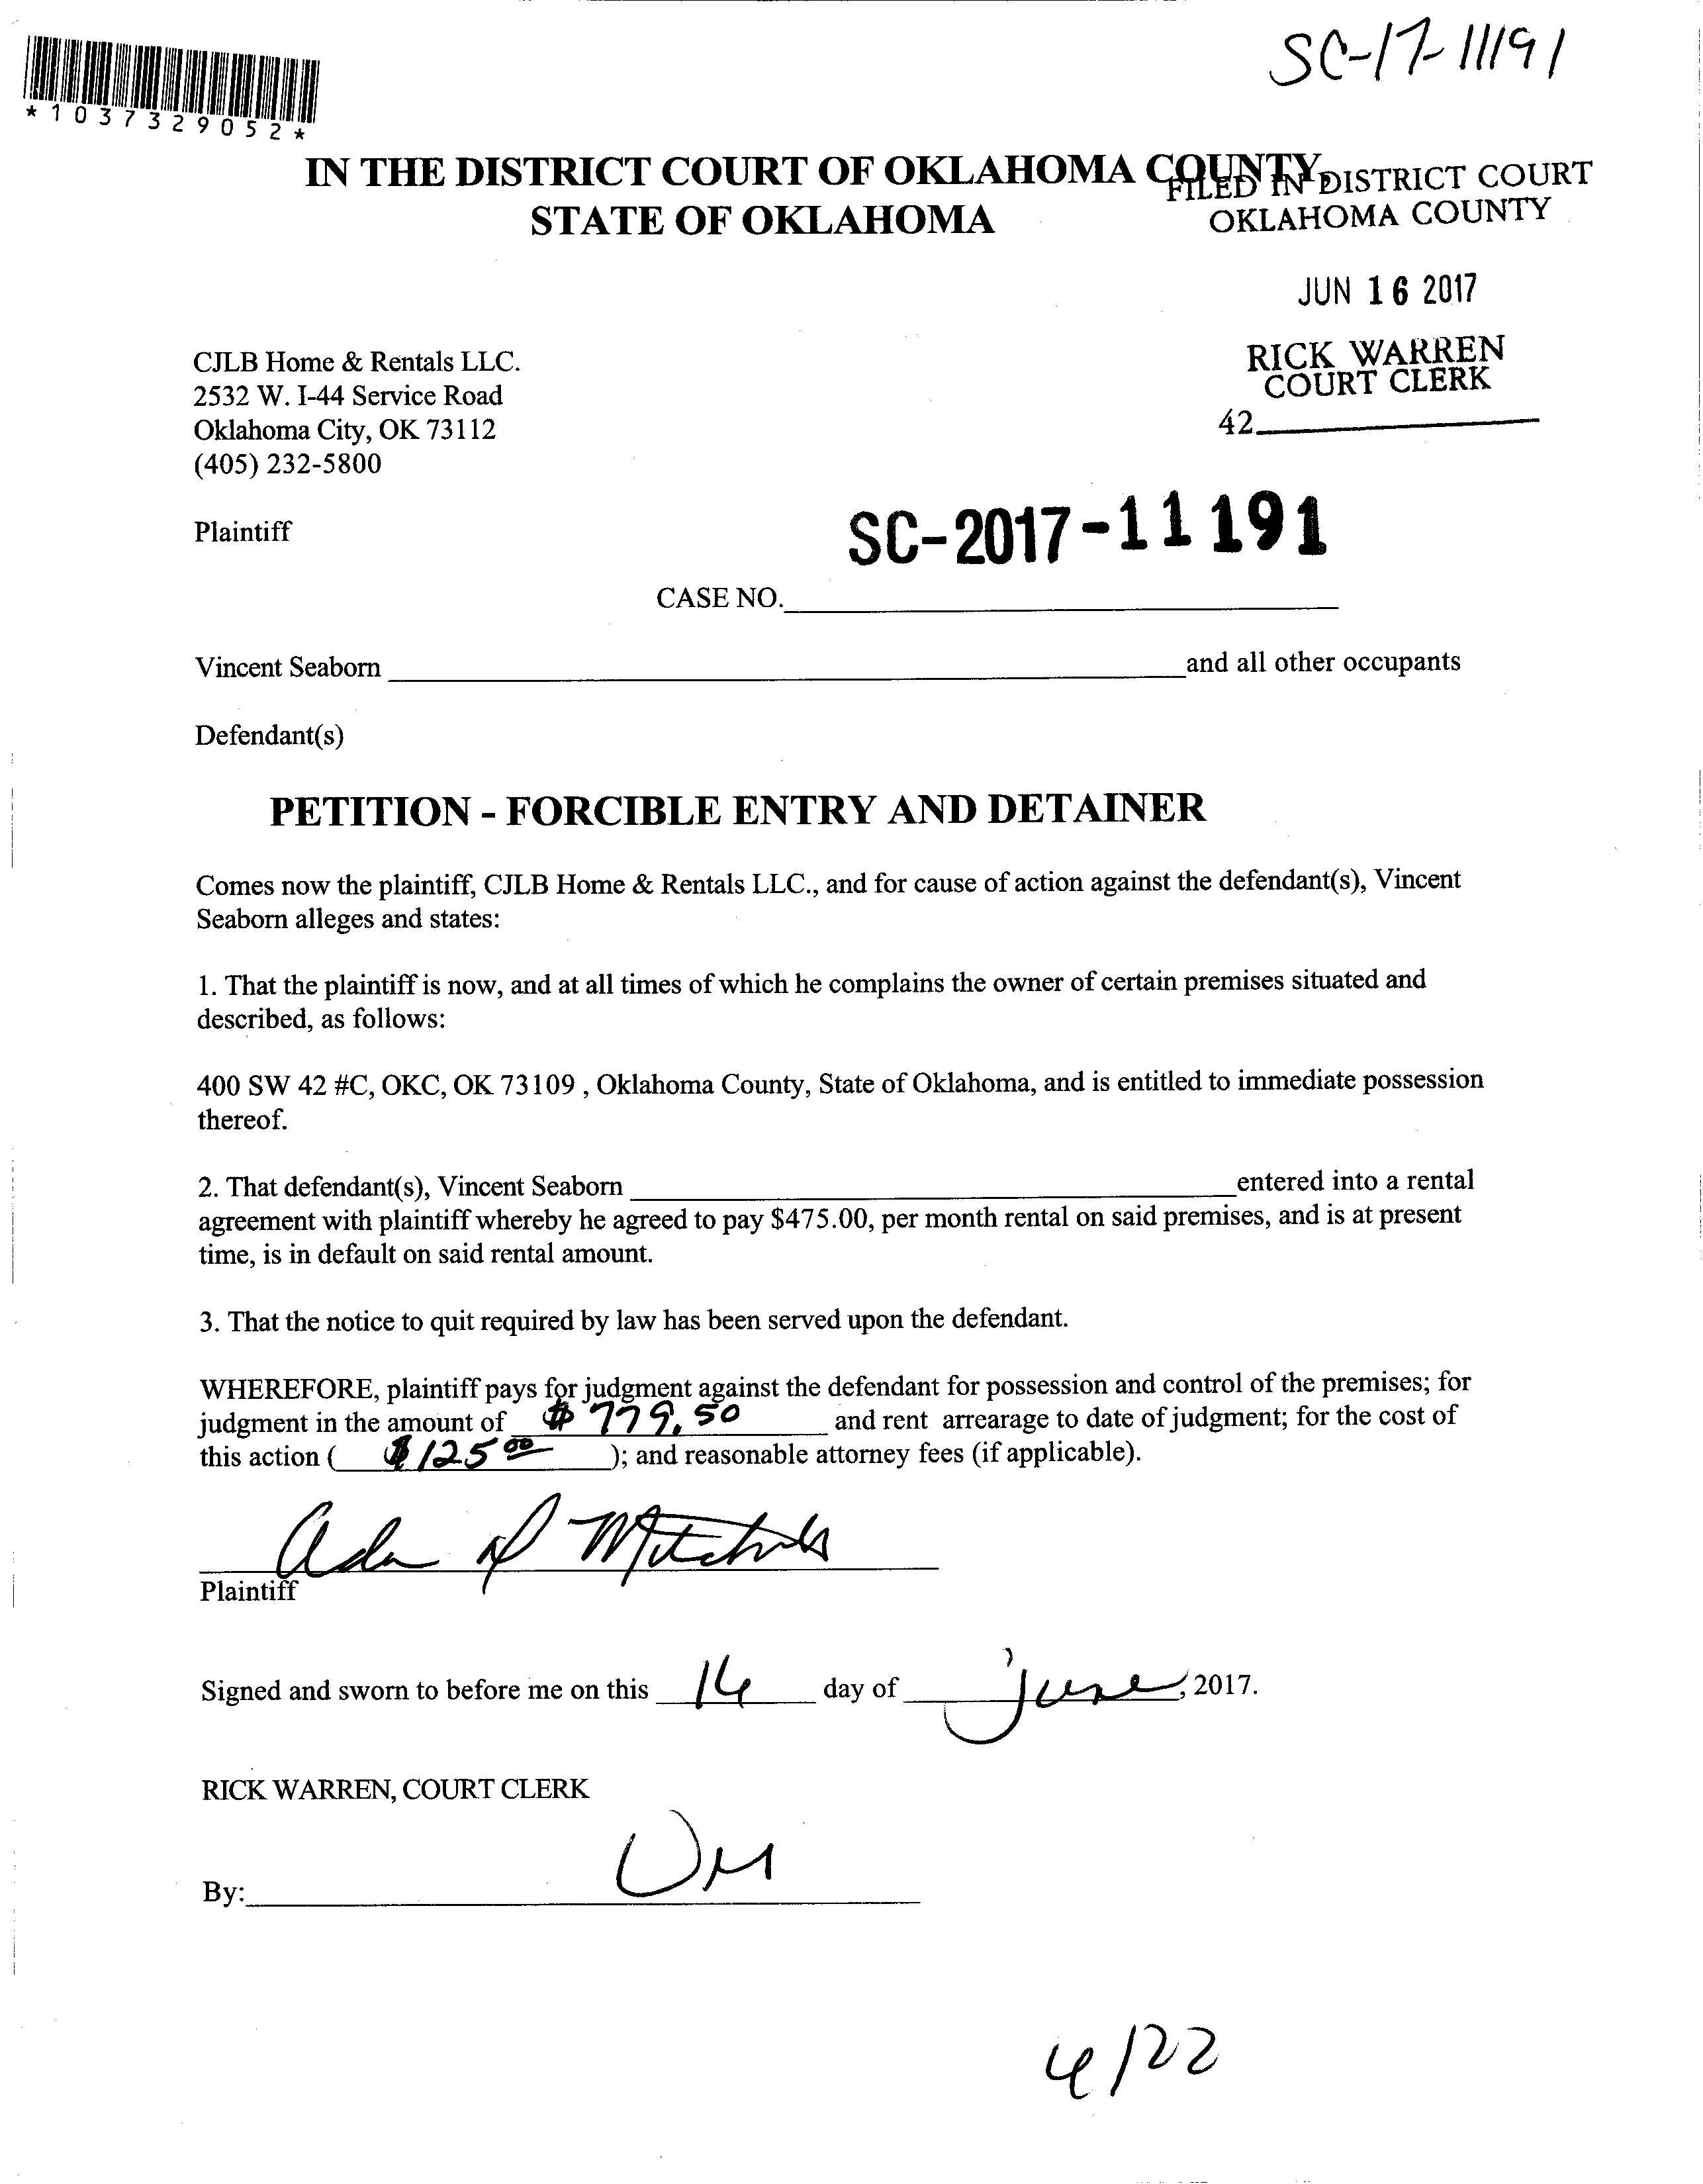 SC-17-11191
*1037329052*
IN THE DISTRICT COURT OF OKLAHOMA COUNTY
STATE OF OKLAHOMA
FILED IN DISTRICT COURT
OKLAHOMA COUNTY
JUN 16 2017
RICK WARREN
COURT CLERK
42
CJLB Home & Rentals LLC.
2532 W. I-44 Service Road
Oklahoma City, OK 73112
(405) 232-5800
Plaintiff
SC-2017-11191
CASE NO.
Vincent Seaborn and all other occupants
Defendant(s)
PETITION - FORCIBLE ENTRY AND DETAINER
Comes now the plaintiff, CJLB Home & Rentals LLC., and for cause of action against the defendant(s), Vincent
Seaborn alleges and states:
1. That the plaintiff is now, and at all times of which he complains the owner of certain premises situated and
described, as follows:
400 SW 42 #C, OKC, OK 73109 , Oklahoma County, State of Oklahoma, and is entitled to immediate possession
thereof.
2. That defendant(s), Vincent Seaborn entered into a rental
agreement with plaintiff whereby he agreed to pay $475.00, per month rental on said premises, and is at present
time, is in default on said rental amount.
3. That the notice to quit required by law has been served upon the defendant.
WHEREFORE, plaintiff pays for judgment against the defendant for possession and control of the premises; for
judgment in the amount of $ 779.50 and rent arrearage to date of judgment; for the cost of
this action ( $125 00 ); and reasonable attorney fees (if applicable).
Plaintiff
Signed and sworn to before me on this 16 day of June, 2017.
RICK WARREN, COURT CLERK
By: